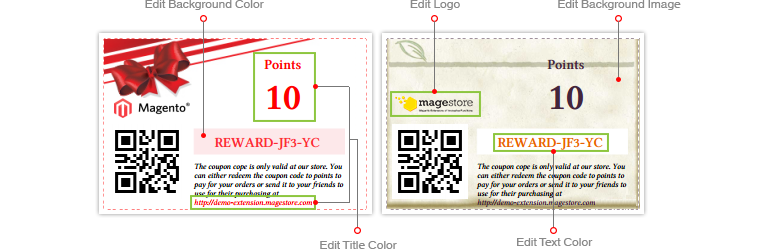 Edit Background Color
Edit Logo
Edit Background Image
Points
10
Magento®
REWARD-JF3-YC
The coupon cope is only valid at our store. You
can either redeem the coupon code to points to
pay for your orders or send it to your friends to
use for their purchasing at
http://demo-extension.magestore.com
Points
10
magestore
REWARD-JF3-YC
The coupon cope is only valid at our store. You
can either redeem the coupon code to points to
pay for your orders or send it to your friends to
use for their purchasing at
http://demo-extension.magestore.com
Edit Title Color
Edit Text Color